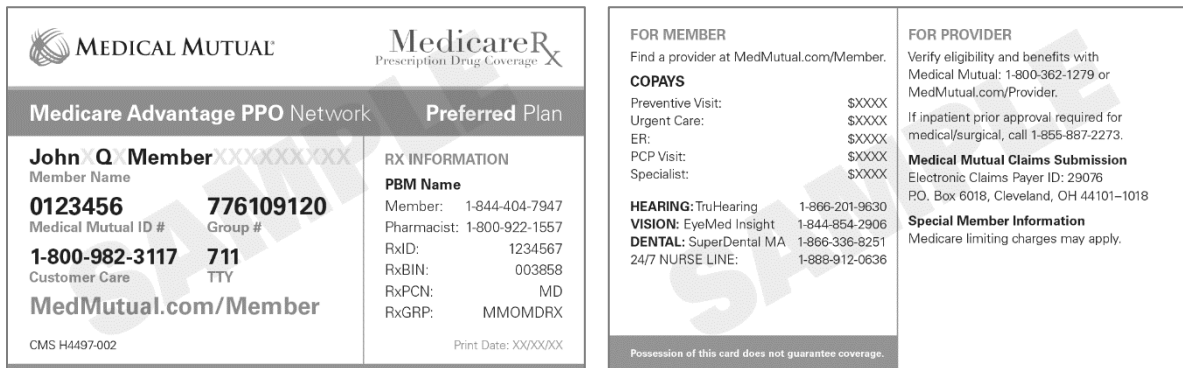 MEDICAL MUTUAL®
MedicareRx
Prescription Drug Coverage
Medicare Advantage PPO Network Preferred Plan
JohnXQXMemberXXXXXXXXX
Member Name
0123456 776109120
Medical Mutual ID # Group #
1-800-982-3117 711
Customer Care TTY
MedMutual.com/Member
CMS H4497-002
RX INFORMATION
PBM Name
Member: 1-844-404-7947
Pharmacist: 1-800-922-1557
RxID: 1234567
RxBIN: 003858
RxPCN: MD
RxGRP: MMOMDRX
Print Date: XX/XX/XX
SAMPLE
FOR MEMBER
Find a provider at MedMutual.com/Member.
COPAYS
Preventive Visit: $XXXX
Urgent Care: $XXXX
ER: $XXXX
PCP Visit: $XXXX
Specialist: $XXXX
HEARING: TruHearing 1-866-201-9630
VISION: EyeMed Insight 1-844-854-2906
DENTAL: SuperDental MA 1-866-336-8251
24/7 NURSE LINE: 1-888-912-0636
Possession of this card does not guarantee coverage.
FOR PROVIDER
Verify eligibility and benefits with
Medical Mutual: 1-800-362-1279 or
MedMutual.com/Provider.
If inpatient prior approval required for
medical/surgical, call 1-855-887-2273.
Medical Mutual Claims Submission
Electronic Claims Payer ID: 29076
P.O. Box 6018, Cleveland, OH 44101–1018
Special Member Information
Medicare limiting charges may apply.
SAMPLE